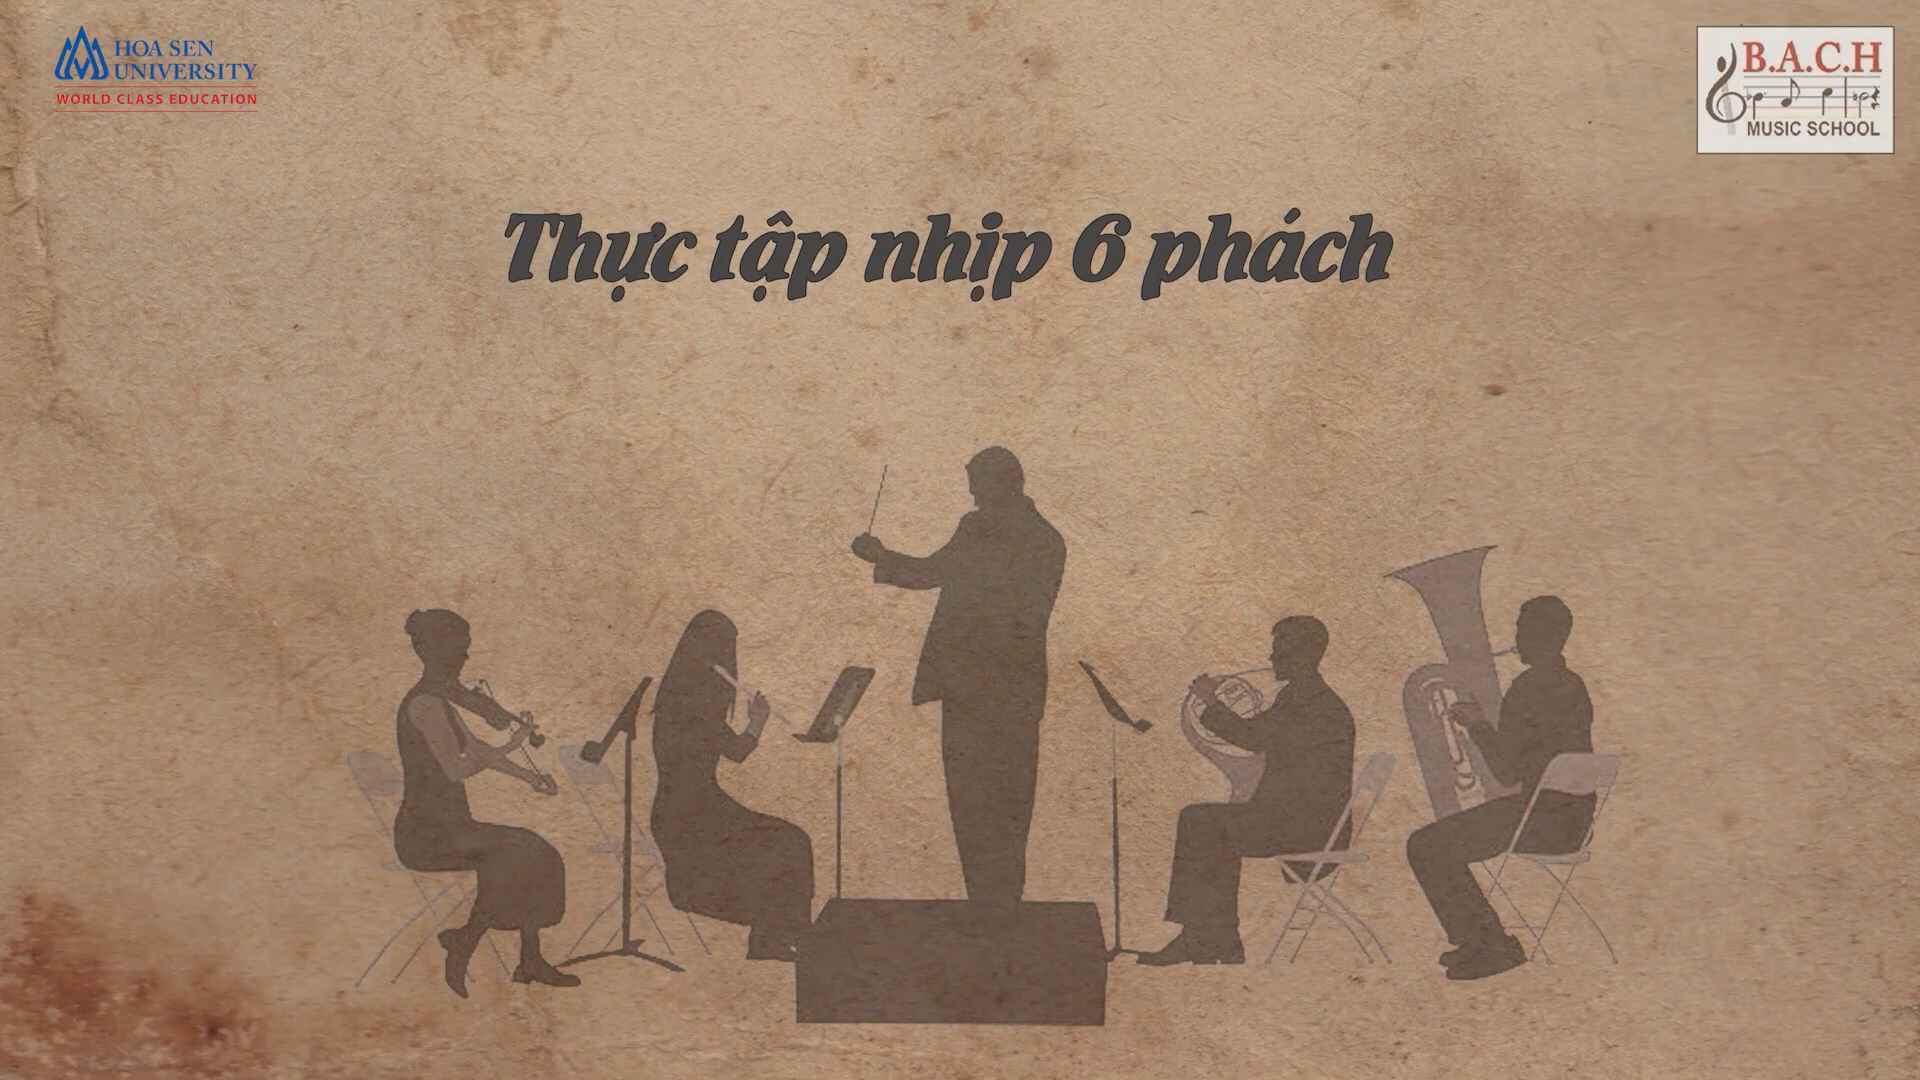 HOA SEN
UNIVERSITY
WORLD CLASS EDUCATION
B.A.C.H
MUSIC SCHOOL
Thực tập nhịp 6 phách